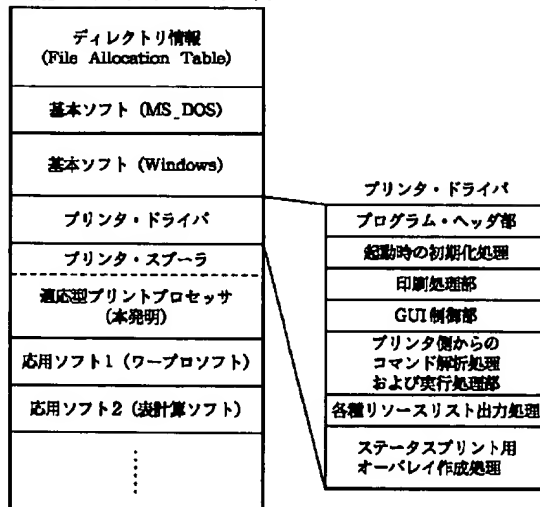 ディレクトリ情報
(File Allocation Table)
基本ソフト (MS_DOS)
基本ソフト (Windows)
プリンタ・ドライバ
プリンタ・スプーラ
適応型プリントプロセッサ
(本発明)
応用ソフト1 (ワープロソフト)
応用ソフト2 (表計算ソフト)
プリンタ・ドライバ
プログラム・ヘッダ部
起動時の初期化処理
印刷処理部
GUI制御部
プリンタ側からの
コマンド解析処理
および実行処理部
各種リソースリスト出力処理
ステータスプリント用
オーバレイ作成処理